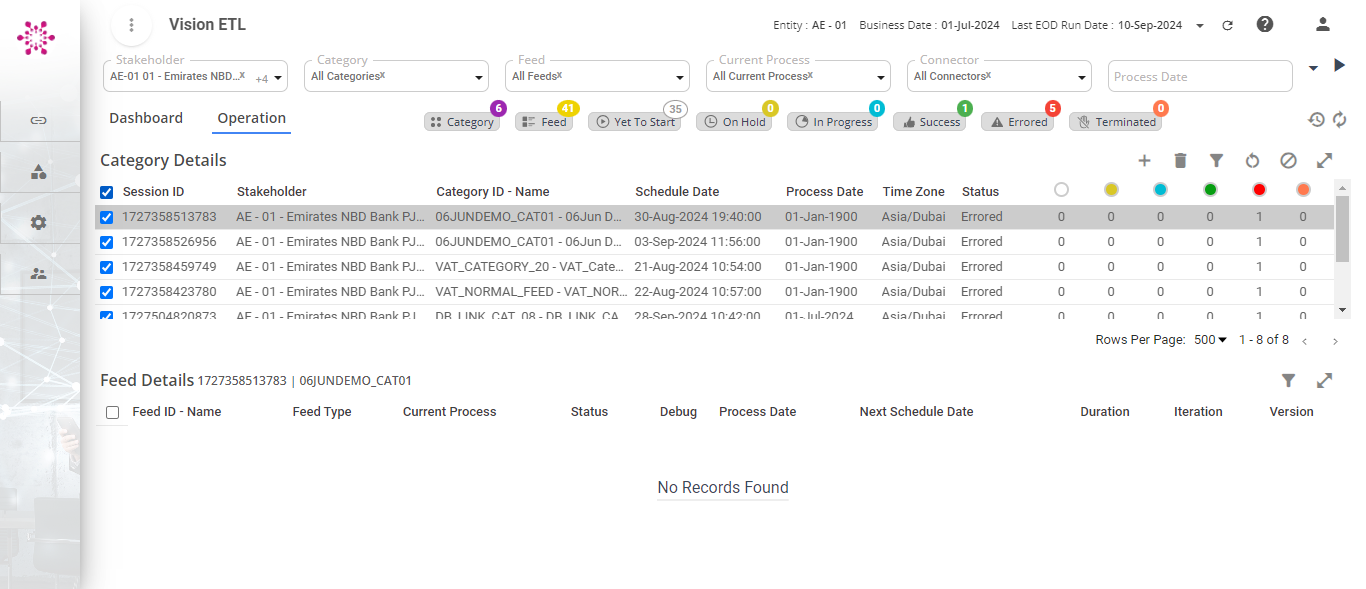 Vision ETL
Entity : AE - 01 Business Date : 01-Jul-2024 Last EOD Run Date : 10-Sep-2024
Stakeholder Category Feed Current Process Connector
AE-01 01 - Emirates NBD...x +4 All Categoriesx All Feedsx All Current Processx All Connectorsx Process Date
6 41 35 0 0 1 5 0
Dashboard Operation Category Feed Yet To Start On Hold In Progress Success Errored Terminated
Category Details
Session ID Stakeholder Category ID - Name Schedule Date Process Date Time Zone Status
1727358513783 AE - 01 - Emirates NBD Bank PJ... 06JUNDEMO_CAT01 - 06Jun D... 30-Aug-2024 19:40:00 01-Jan-1900 Asia/Dubai Errored 0 0 0 0 1 0
1727358526956 AE - 01 - Emirates NBD Bank PJ... 06JUNDEMO_CAT01 - 06Jun D... 03-Sep-2024 11:56:00 01-Jan-1900 Asia/Dubai Errored 0 0 0 0 1 0
1727358459749 AE - 01 - Emirates NBD Bank PJ... VAT_CATEGORY_20 - VAT_Cate... 21-Aug-2024 10:54:00 01-Jan-1900 Asia/Dubai Errored 0 0 0 0 1 0
1727358423780 AE - 01 - Emirates NBD Bank PJ... VAT_NORMAL_FEED - VAT_NOR... 22-Aug-2024 10:57:00 01-Jan-1900 Asia/Dubai Errored 0 0 0 0 1 0
1727504820873 AE - 01 - Emirates NBD Bank PJ... DB_LINK_CAT_08 - DB_LINK_CA... 28-Sep-2024 10:42:00 01-Jul-2024 Asia/Dubai Errored 0 0 0 0 1 0
Rows Per Page: 500 1 - 8 of 8
Feed Details 1727358513783 | 06JUNDEMO_CAT01
Feed ID - Name Feed Type Current Process Status Debug Process Date Next Schedule Date Duration Iteration Version
No Records Found